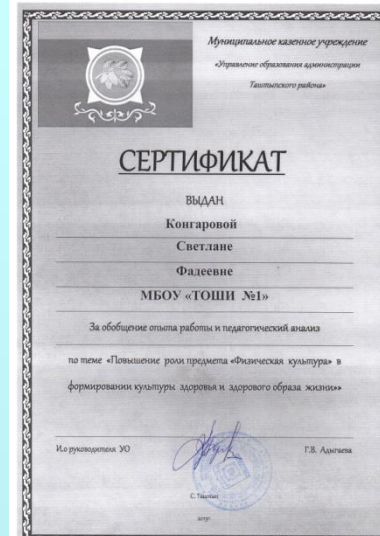 Муниципальное казенное учреждение
«Управление образования администрации
Таштыпского района»
СЕРТИФИКАТ
ВЫДАН
Конгаровой
Светлане
Фадеевне
МБОУ «ТОШИ №1»
За обобщение опыта работы и педагогический анализ
по теме «Повышение роли предмета «Физическая культура» в
формировании культуры здоровья и здорового образа жизни»»
И.о руководителя УО
Г.В. Адыгаева
С. Таштып